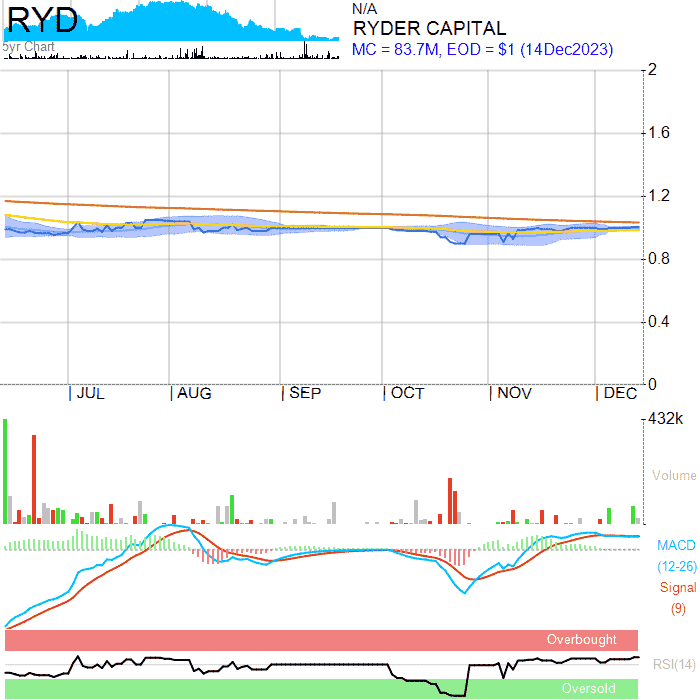 RYD
5yr Chart
N/A
RYDER CAPITAL
MC = 83.7M, EOD = $1 (14Dec2023)
2
1.6
1.2
0.8
0.4
0
JUL AUG SEP OCT NOV DEC
432k
Volume
MACD
(12-26)
Signal
(9)
Overbought
RSI(14)
Oversold